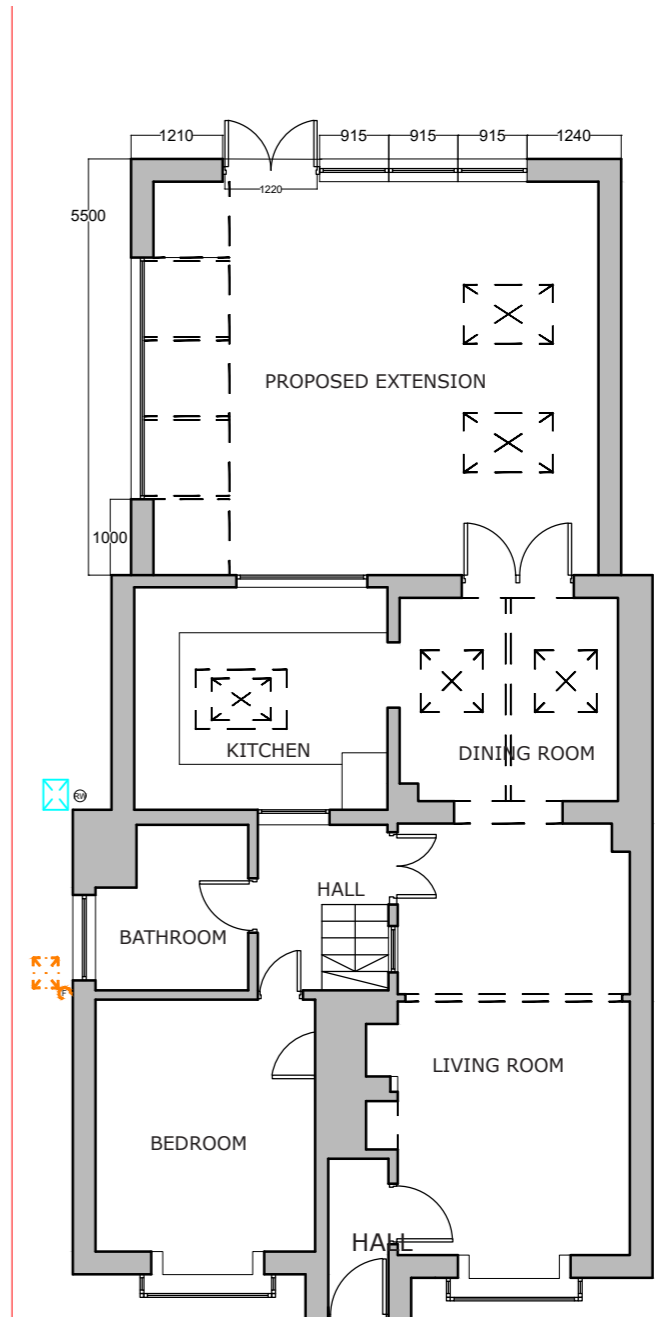 1210
915
915
915
1240
1220
5500
PROPOSED EXTENSION
1000
KITCHEN
DINING ROOM
RW
HALL
BATHROOM
LIVING ROOM
BEDROOM
HALL